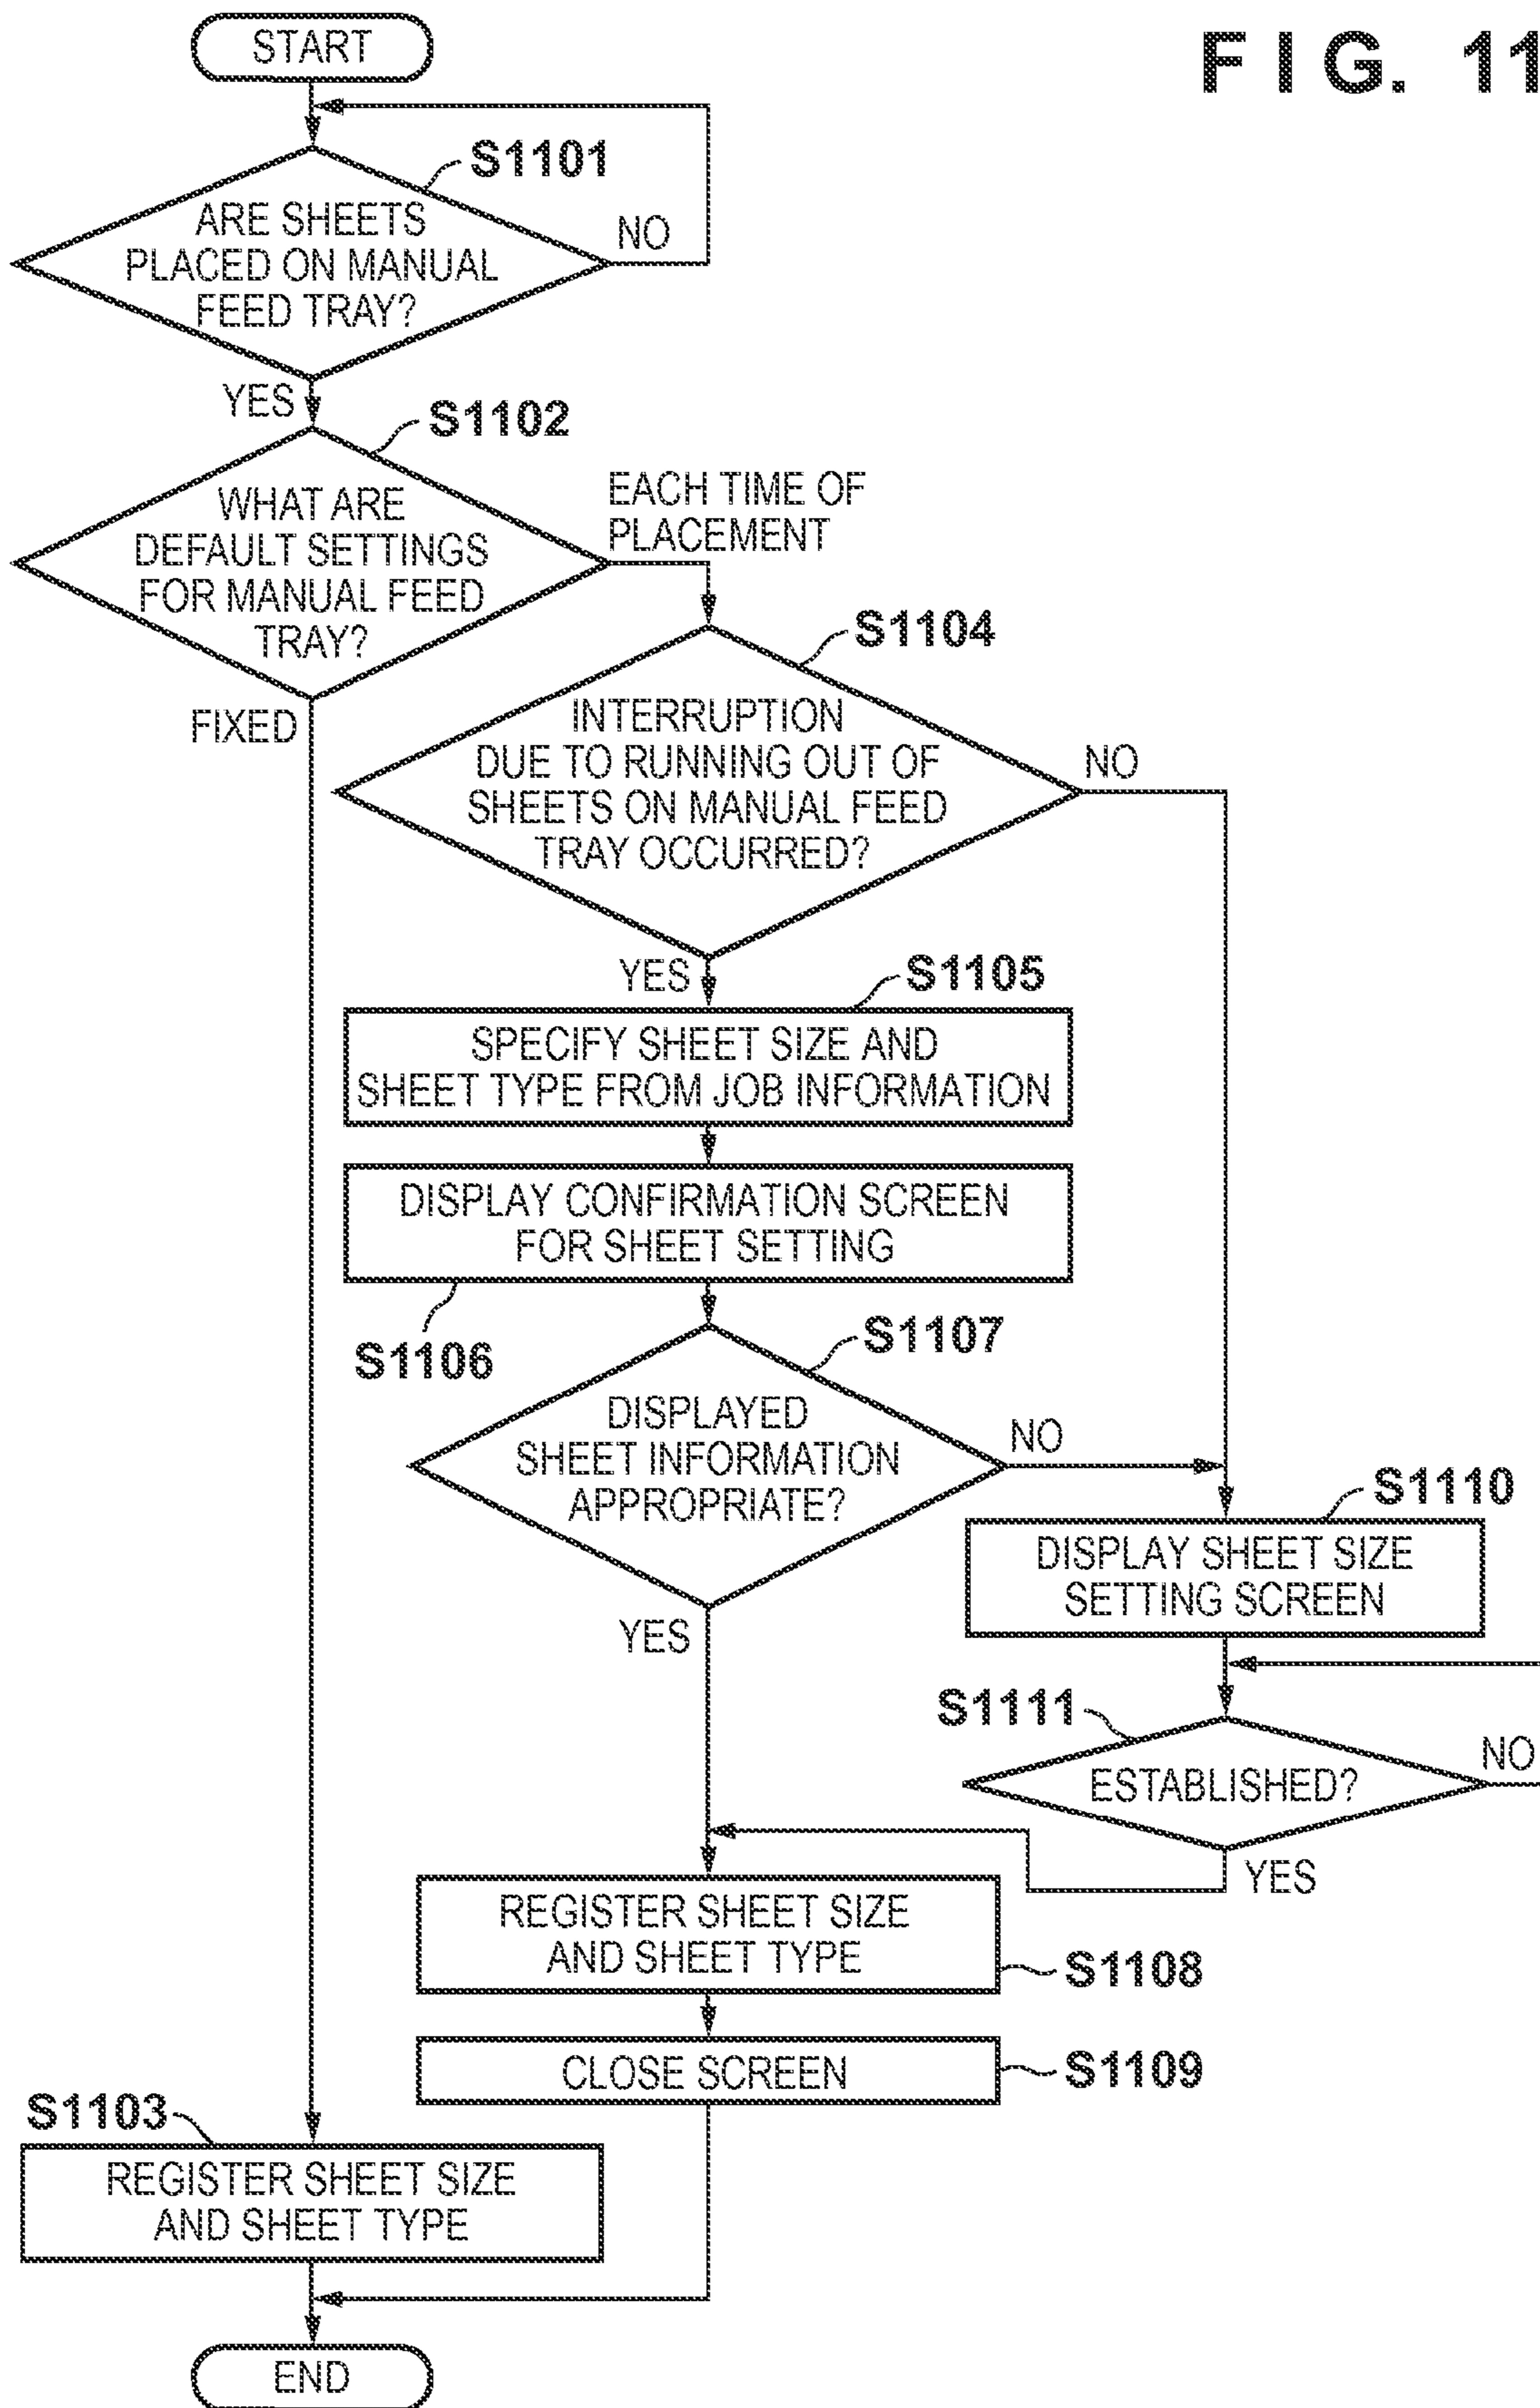 START
F I G. 11
S1101
ARE SHEETS
PLACED ON MANUAL
FEED TRAY?
NO
YES
S1102
WHAT ARE
DEFAULT SETTINGS
FOR MANUAL FEED
TRAY?
EACH TIME OF
PLACEMENT
FIXED
S1104
INTERRUPTION
DUE TO RUNNING OUT OF
SHEETS ON MANUAL FEED
TRAY OCCURRED?
NO
YES
S1105
SPECIFY SHEET SIZE AND
SHEET TYPE FROM JOB INFORMATION
DISPLAY CONFIRMATION SCREEN
FOR SHEET SETTING
S1106
S1107
DISPLAYED
SHEET INFORMATION
APPROPRIATE?
NO
YES
S1110
DISPLAY SHEET SIZE
SETTING SCREEN
S1111
ESTABLISHED?
NO
YES
REGISTER SHEET SIZE
AND SHEET TYPE
S1108
CLOSE SCREEN
S1109
S1103
REGISTER SHEET SIZE
AND SHEET TYPE
END